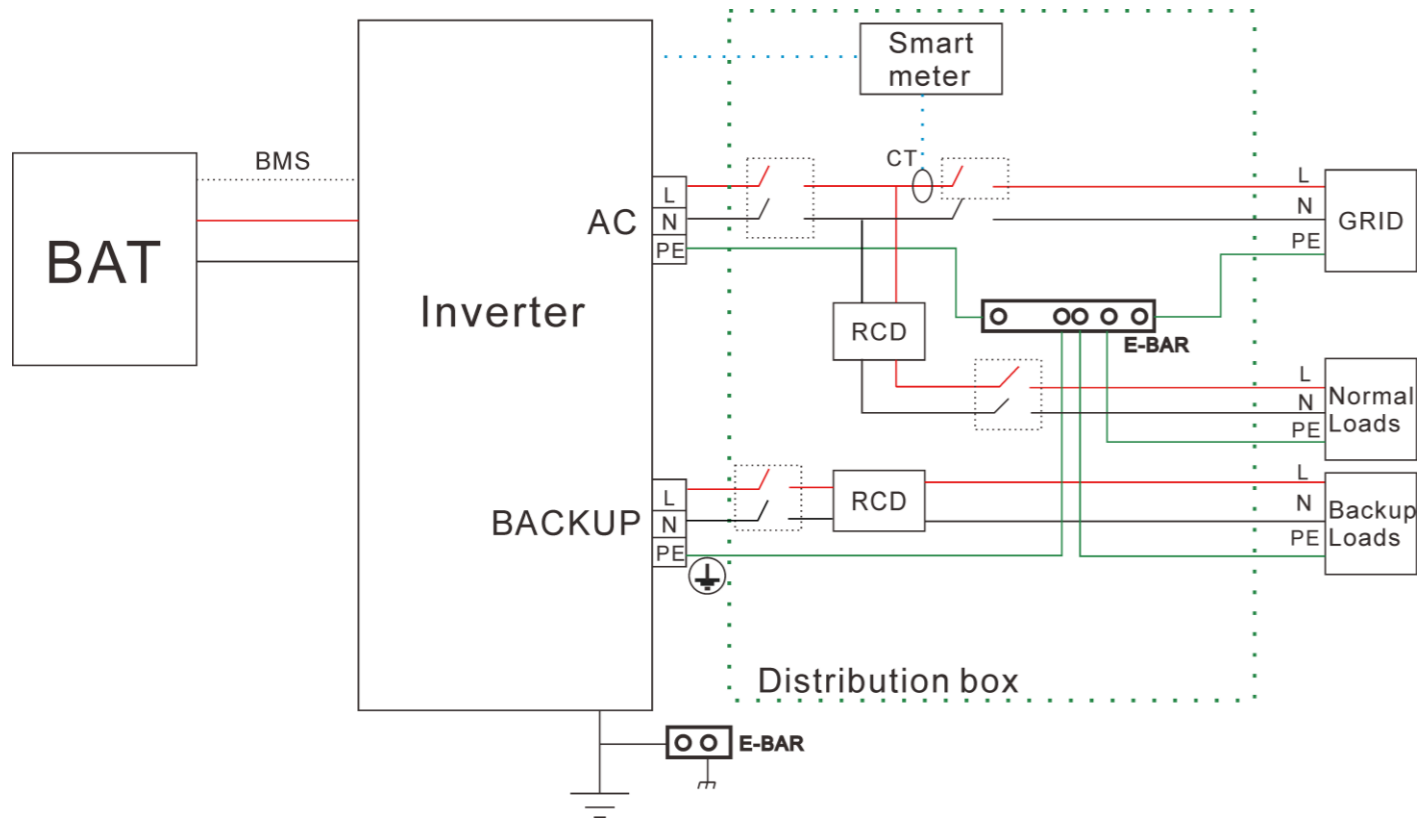 Smart
meter
BMS
CT
L
L
AC
N
N
GRID
PE
PE
BAT
Inverter
RCD
E-BAR
L
Normal
N
Loads
PE
L
L
BACKUP
N
RCD
N
Backup
PE
PE
Loads
Distribution box
E-BAR